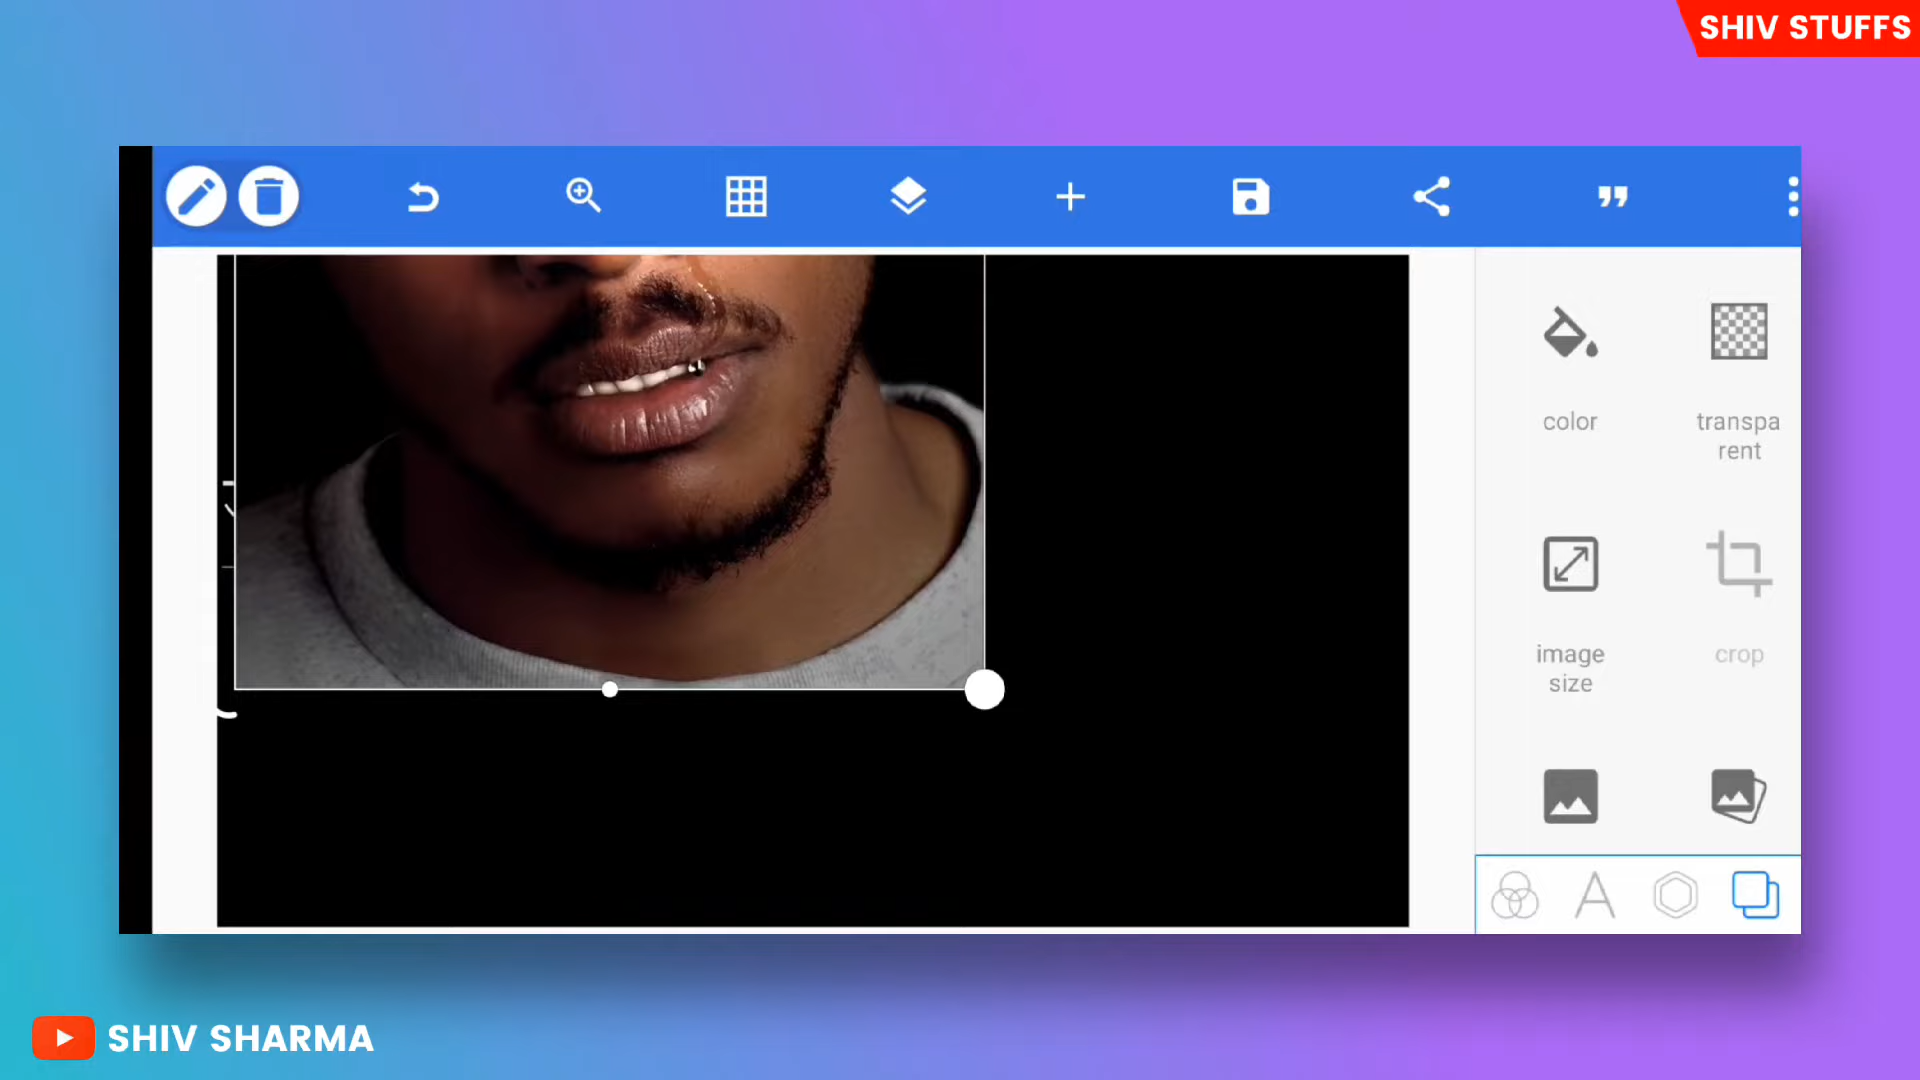 SHIV STUFFS
color
transpa
rent
image
size
crop
SHIV SHARMA